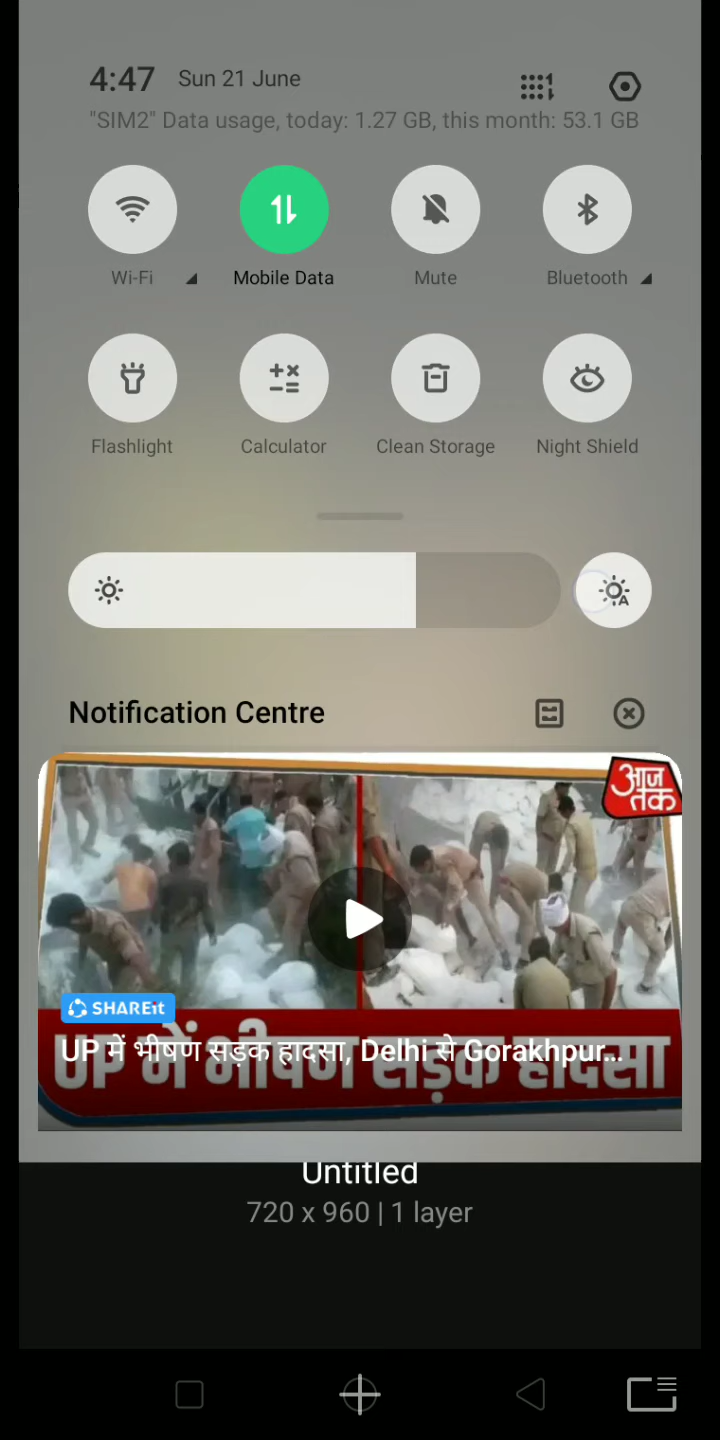 4:47 Sun 21 June
"SIM2" Data usage, today: 1.27 GB, this month: 53.1 GB
Wi-Fi Mobile Data Mute Bluetooth
Flashlight Calculator Clean Storage Night Shield
A
Notification Centre
आज
तक
SHAREit
UP में भीषण सड़क हादसा, Delhi से Gorakhpur...
UP में भीषण सड़क हादसा
Untitled
720 x 960 | 1 layer